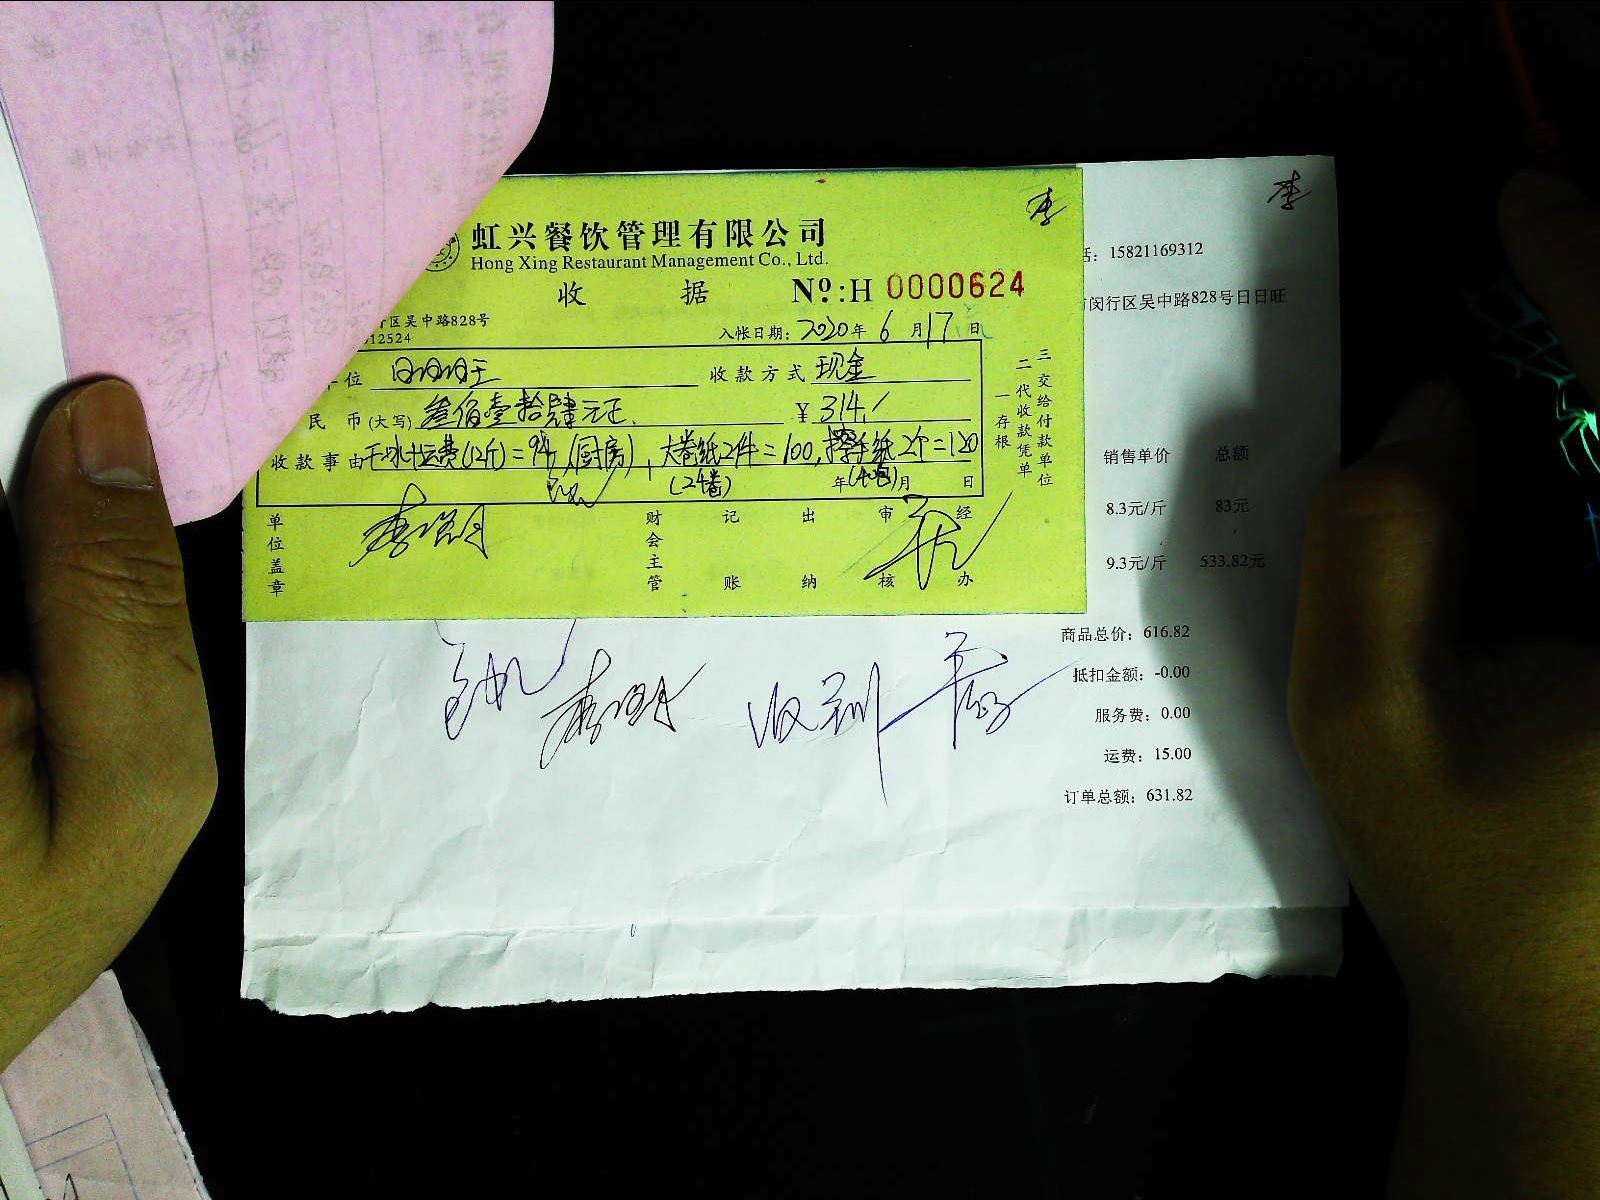 李
李
虹兴餐饮管理有限公司
Hong Xing Restaurant Management Co., Ltd.
收 据 Nº.:H 0000624
行区吴中路828号
12524
入帐日期: 2020年 6月17日
位 日日旺 收款方式 现金
民 币(大写) 叁佰壹拾肆元正 ¥ 314./
收款事由 毛冰+运费(12斤)=94(厨房), 大卷纸2件=100, 擦手纸2个=120
(24卷)
年 月 日
一存根
二代收款凭单
三交给付款单位
单位盖章
财会主管
记账
出纳
审核
经办
话: 15821169312
闵行区吴中路828号日日旺
销售单价 总额
8.3元/斤 83元
9.3元/斤 533.82元
商品总价: 616.82
抵扣金额: -0.00
服务费: 0.00
运费: 15.00
订单总额: 631.82
收到